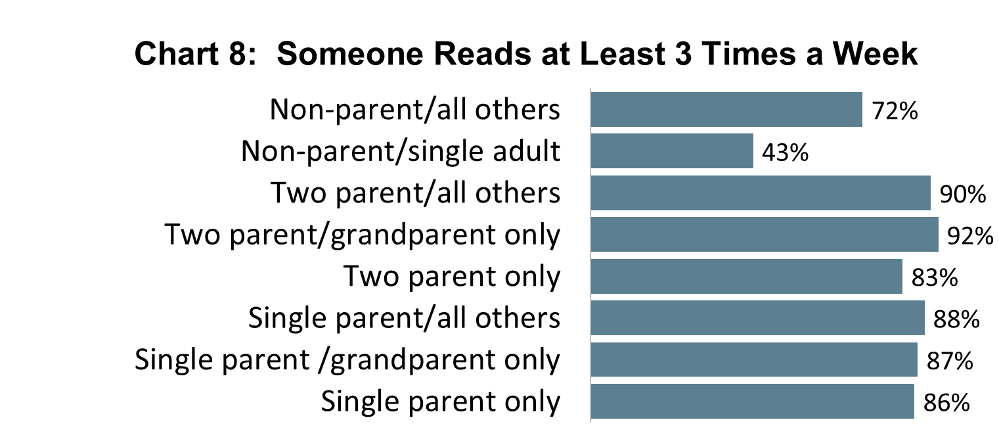 Chart 8:  Someone Reads at Least 3 Times a Week
Non-parent/all others 72%
Non-parent/single adult 43%
Two parent/all others 90%
Two parent/grandparent only 92%
Two parent only 83%
Single parent/all others 88%
Single parent /grandparent only 87%
Single parent only 86%